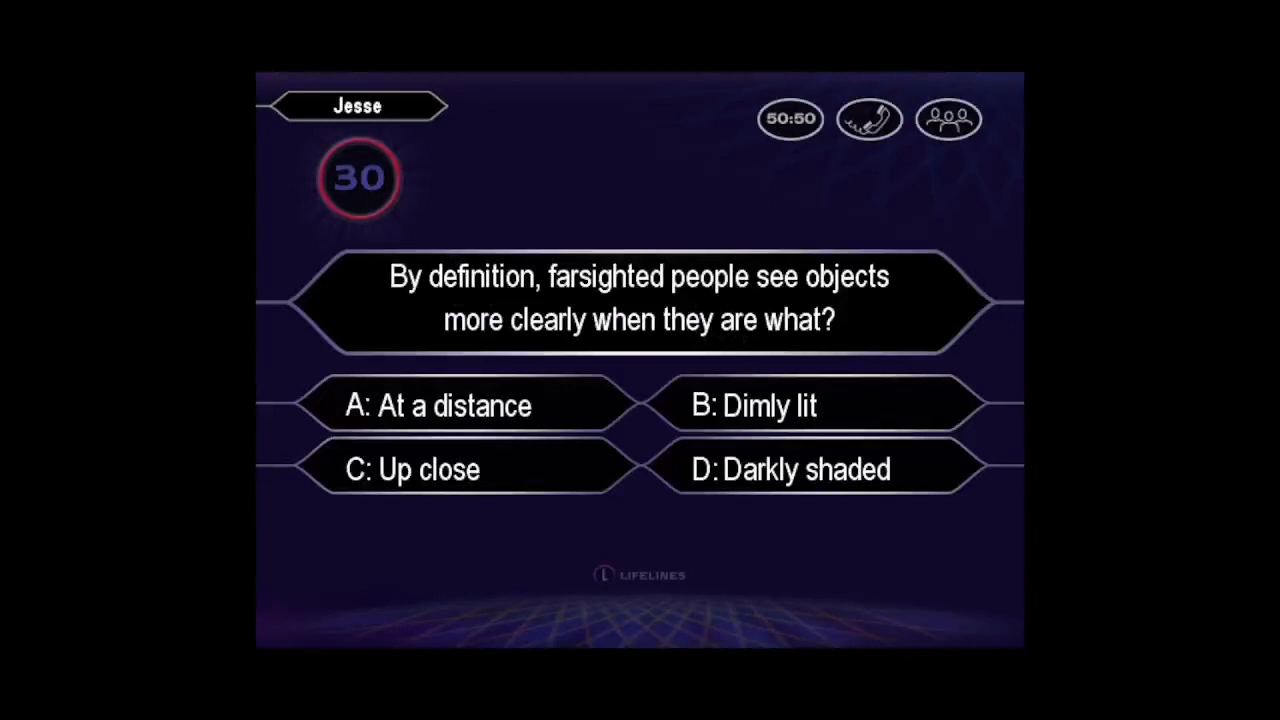 Jesse
50:50
30
By definition, farsighted people see objects
more clearly when they are what?
A: At a distance
B: Dimly lit
C: Up close
D: Darkly shaded
L LIFELINES